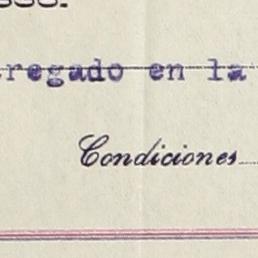 regado en la
Condiciones